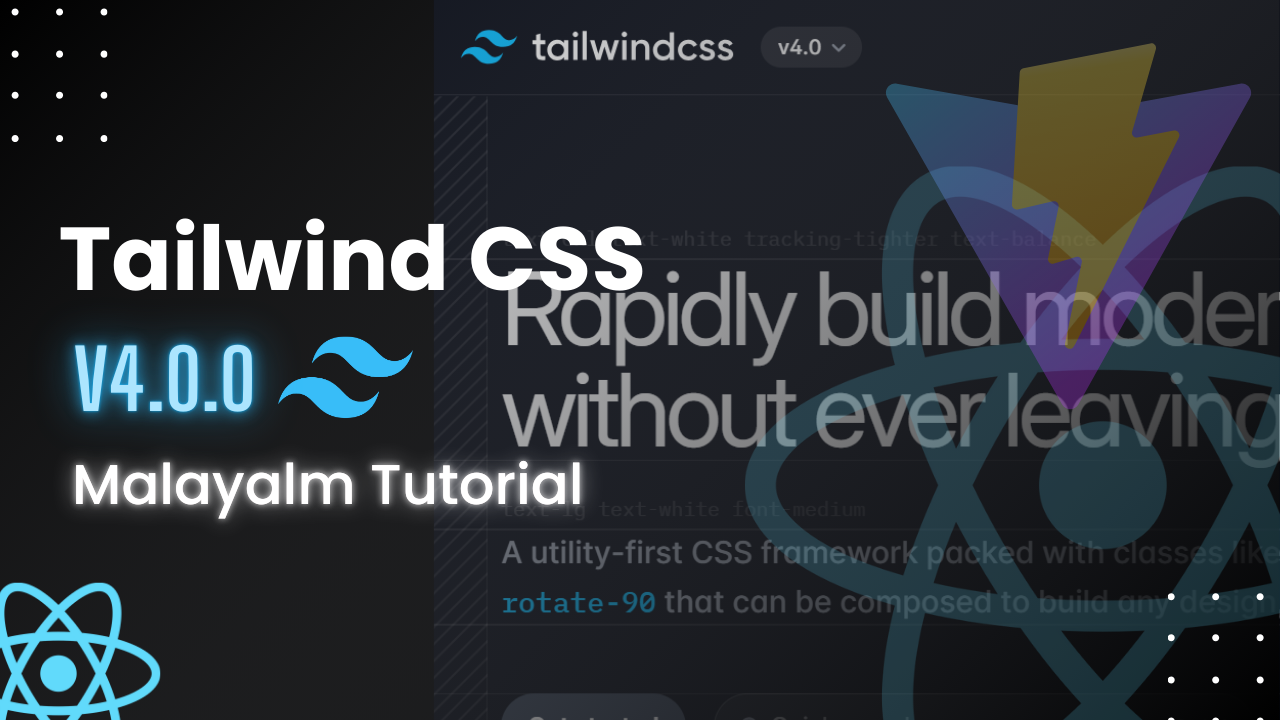 tailwindcss v4.0
Tailwind CSS
V4.0.0
Malayalm Tutorial
text-white tracking-tighter text-balance
Rapidly build moder
without ever leaving
text-lg text-white font-medium
A utility-first CSS framework packed with classes like
rotate-90 that can be composed to build any design